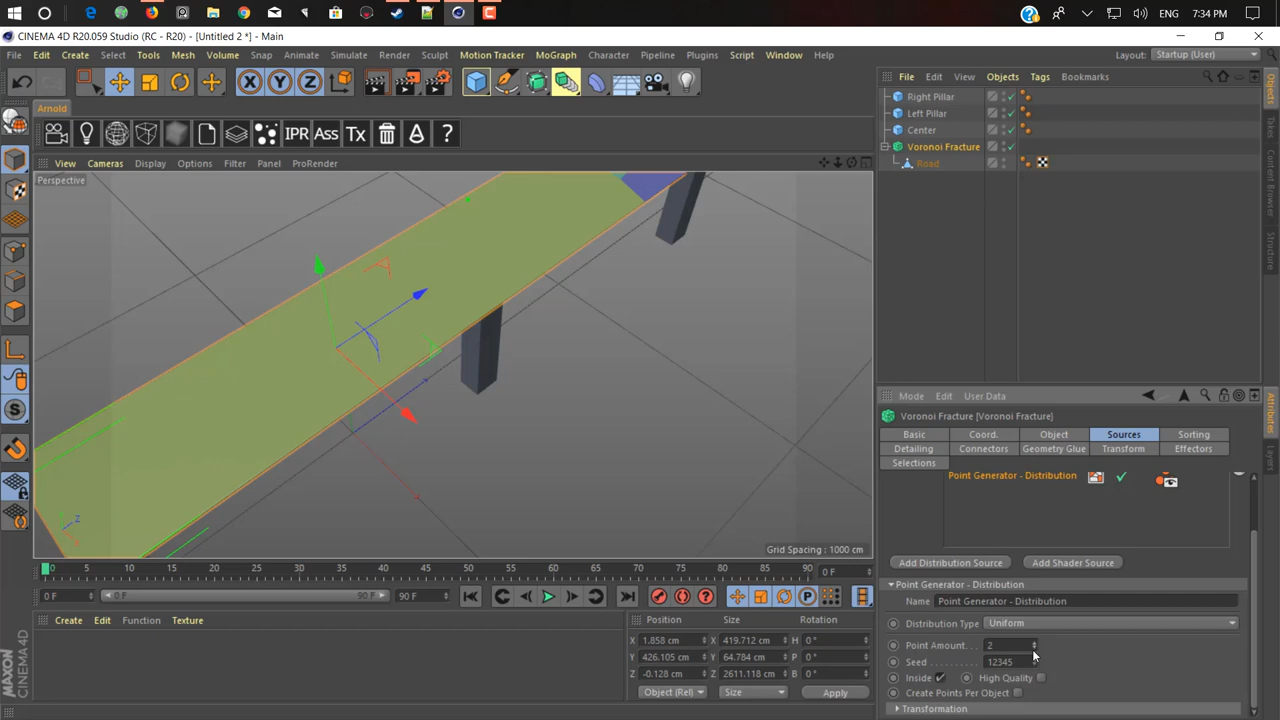 ENG 7:34 PM
CINEMA 4D R20.059 Studio (RC - R20) - [Untitled 2 *] - Main
File Edit Create Select Tools Mesh Volume Snap Animate Simulate Render Sculpt Motion Tracker MoGraph Character Pipeline Plugins Script Window Help Layout: Startup (User)
X Y Z
File Edit View Objects Tags Bookmarks
Arnold
IPR Ass Tx ?
Right Pillar
Left Pillar
Center
Voronoi Fracture
Road
View Cameras Display Options Filter Panel ProRender
Perspective
Z
Grid Spacing : 1000 cm
Objects
Takes
Content Browser
Structure
Mode Edit User Data
Voronoi Fracture [Voronoi Fracture]
Basic Coord. Object Sources Sorting
Detailing Connectors Geometry Glue Transform Effectors
Selections
Point Generator - Distribution
Add Distribution Source Add Shader Source
Point Generator - Distribution
Name Point Generator - Distribution
Distribution Type Uniform
Point Amount. . . 2
Seed . . . . . . . . . 12345
Inside High Quality
Create Points Per Object
Transformation
Attributes
Layers
0 5 10 15 20 25 30 35 40 45 50 55 60 65 70 75 80 85 90 0 F
0 F 0 F 90 F 90 F
Create Edit Function Texture
Position Size Rotation
X 1.858 cm X 419.712 cm H 0 °
Y 426.105 cm Y 64.784 cm P 0 °
Z -0.128 cm Z 2611.118 cm B 0 °
Object (Rel) Size Apply
MAXON CINEMA 4D